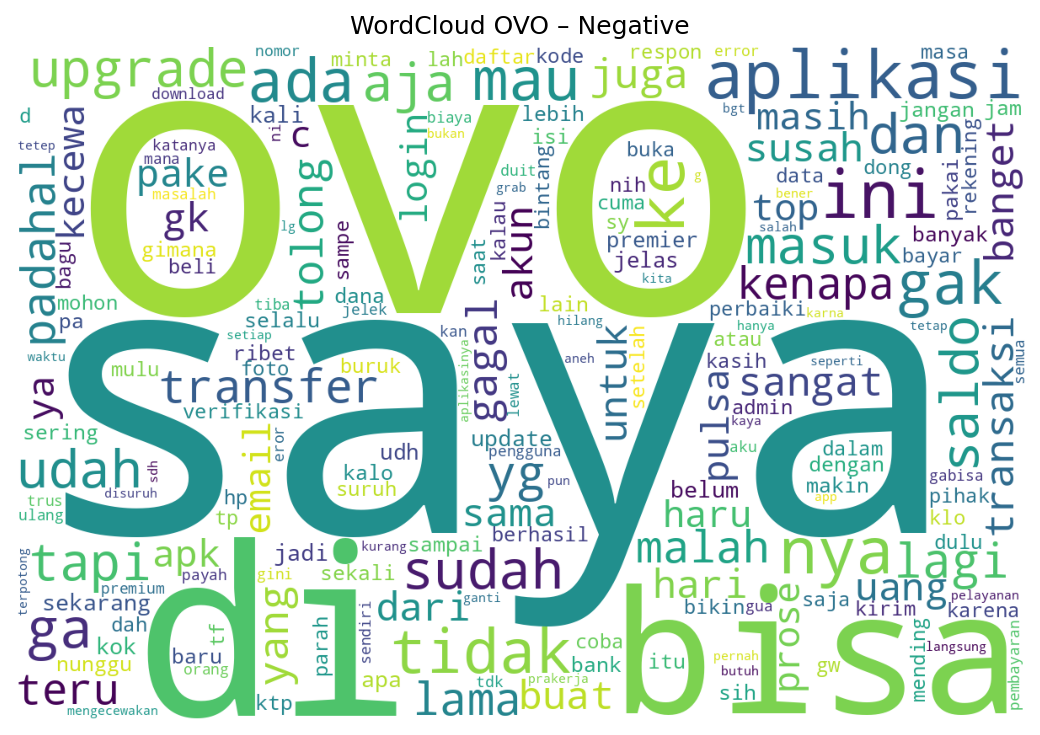 WordCloud OVO – Negative
upgrade
nomor
ada
minta
aja
lah
daftar
kode
mau
respon
juga
error
aplikasi
masa
download
d
tetep
kecewa
kali
ni
c
login
biaya
bukan
lebih
isi
bgt
masih
jangan
jam
dan
padahal
katanya
mana
pake
masalah
gk
gimana
beli
bagu
ovo
tolong
lg
sampe
duit
grab
bintang
kalau
saat
akun
buka
nih
cuma
sy
premier
jelas
kita
ke
g
susah
data
dong
bener
top
salah
ini
pakai
rekening
banyak
banget
masuk
bayar
kenapa
gak
mohon
pa
waktu
ya
tiba
selalu
setiap
dana
jelek
lain
hilang
kan
gagal
aneh
untuk
setelah
perbaiki
karna
atau
hanya
tetap
kasih
seperti
mulu
ribet
foto
buruk
transfer
verifikasi
aplikasinya
lewat
saya
pulsa
sangat
admin
kaya
aku
saldo
transaksi
semua
sering
udah
sdh
disuruh
trus
ulang
email
eror
hp
tp
udh
kalo
suruh
update
pengguna
yg
pun
sama
berhasil
belum
haru
dalam
dengan
makin
app
gabisa
pihak
klo
dulu
terpotong
tapi
apk
payah
premium
sekarang
ga
dah
kok
nunggu
teru
mengecewakan
di
jadi
gini
kurang
sekali
sampai
sudah
malah
nya
lagi
hari
uang
pelayanan
bikin
gua
saja
kirim
karena
baru
tf
orang
yang
ktp
parah
sendiri
apa
dari
ganti
tidak
tdk
lama
coba
bank
prakerja
buat
bisa
itu
pernah
butuh
sih
prose
gw
mending
langsung
pembayaran